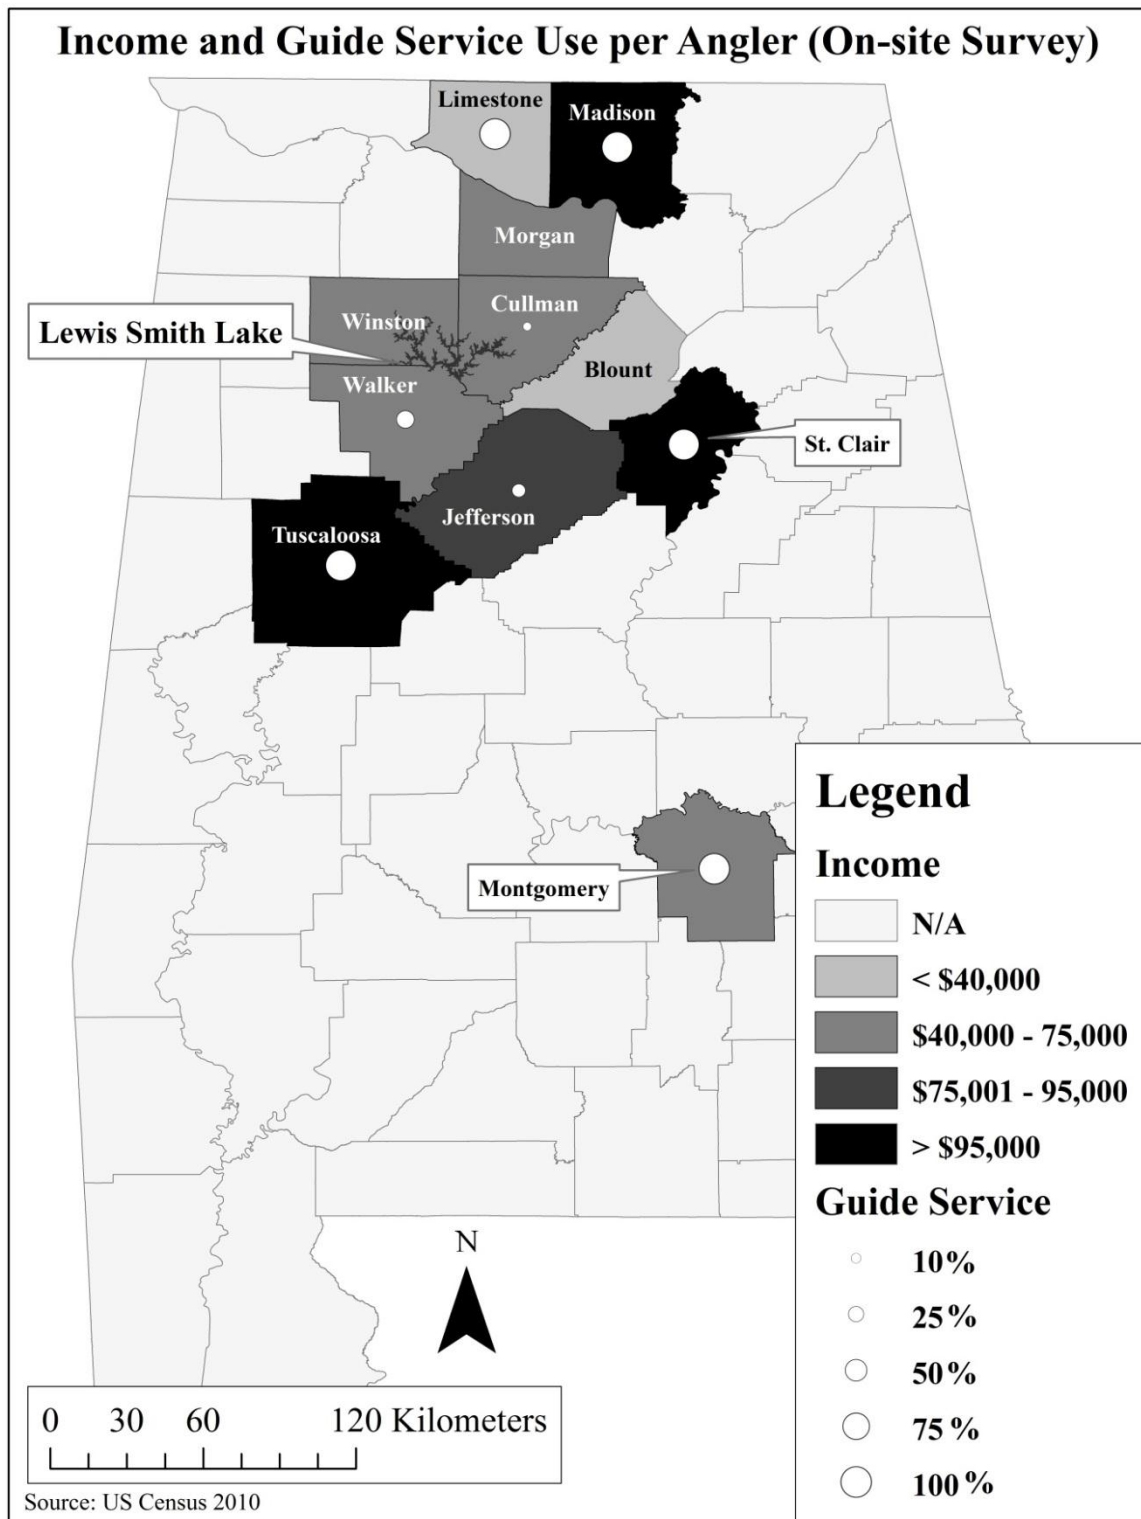 Income and Guide Service Use per Angler (On-site Survey)
Limestone
Madison
Morgan
Cullman
Winston
Lewis Smith Lake
Blount
Walker
St. Clair
Jefferson
Tuscaloosa
Montgomery
Legend
Income
N/A
< $40,000
$40,000 - 75,000
$75,001 - 95,000
> $95,000
Guide Service
10%
25%
50%
75%
100%
N
0 30 60 120 Kilometers
Source: US Census 2010